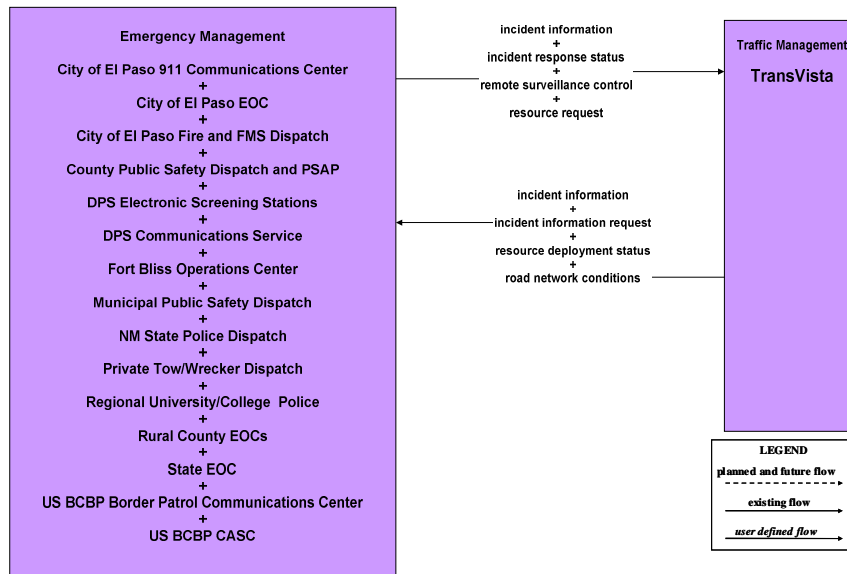 Emergency Management
City of El Paso 911 Communications Center
+
City of El Paso EOC
+
City of El Paso Fire and FMS Dispatch
+
County Public Safety Dispatch and PSAP
+
DPS Electronic Screening Stations
+
DPS Communications Service
+
Fort Bliss Operations Center
+
Municipal Public Safety Dispatch
+
NM State Police Dispatch
+
Private Tow/Wrecker Dispatch
+
Regional University/College Police
+
Rural County EOCs
+
State EOC
+
US BCBP Border Patrol Communications Center
+
US BCBP CASC
incident information
+
incident response status
+
remote surveillance control
+
resource request
incident information
+
incident information request
+
resource deployment status
+
road network conditions
Traffic Management
TransVista
LEGEND
planned and future flow
existing flow
user defined flow